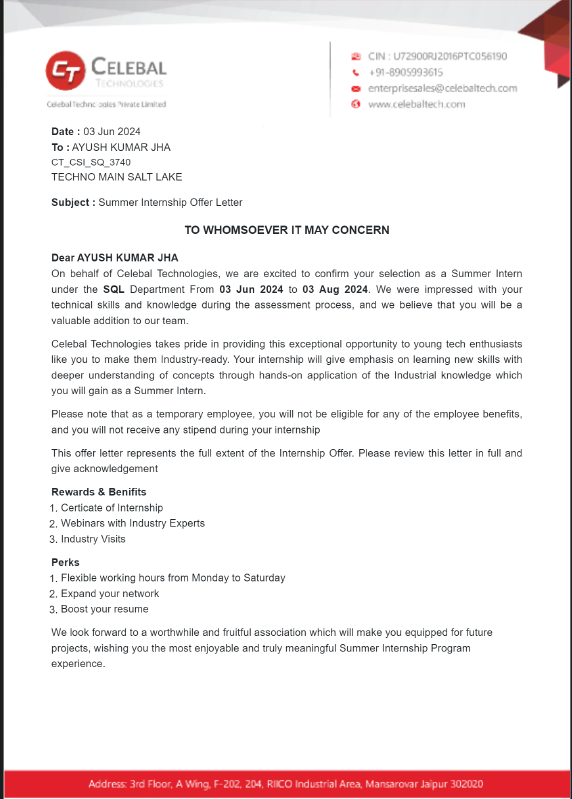 CT CELEBAL
TECHNOLOGIES
Celebal Technologies Private Limited
CIN : U72900RJ2016PTC056190
+91-8905993615
enterprisesales@celebaltech.com
www.celebaltech.com
Date : 03 Jun 2024
To : AYUSH KUMAR JHA
CT_CSI_SQ_3740
TECHNO MAIN SALT LAKE
Subject : Summer Internship Offer Letter
TO WHOMSOEVER IT MAY CONCERN
Dear AYUSH KUMAR JHA
On behalf of Celebal Technologies, we are excited to confirm your selection as a Summer Intern
under the SQL Department From 03 Jun 2024 to 03 Aug 2024. We were impressed with your
technical skills and knowledge during the assessment process, and we believe that you will be a
valuable addition to our team.
Celebal Technologies takes pride in providing this exceptional opportunity to young tech enthusiasts
like you to make them Industry-ready. Your internship will give emphasis on learning new skills with
deeper understanding of concepts through hands-on application of the Industrial knowledge which
you will gain as a Summer Intern.
Please note that as a temporary employee, you will not be eligible for any of the employee benefits,
and you will not receive any stipend during your internship
This offer letter represents the full extent of the Internship Offer. Please review this letter in full and
give acknowledgement
Rewards & Benifits
1. Certicate of Internship
2. Webinars with Industry Experts
3. Industry Visits
Perks
1. Flexible working hours from Monday to Saturday
2. Expand your network
3. Boost your resume
We look forward to a worthwhile and fruitful association which will make you equipped for future
projects, wishing you the most enjoyable and truly meaningful Summer Internship Program
experience.
Address: 3rd Floor, A Wing, F-202, 204, RIICO Industrial Area, Mansarovar Jaipur 302020